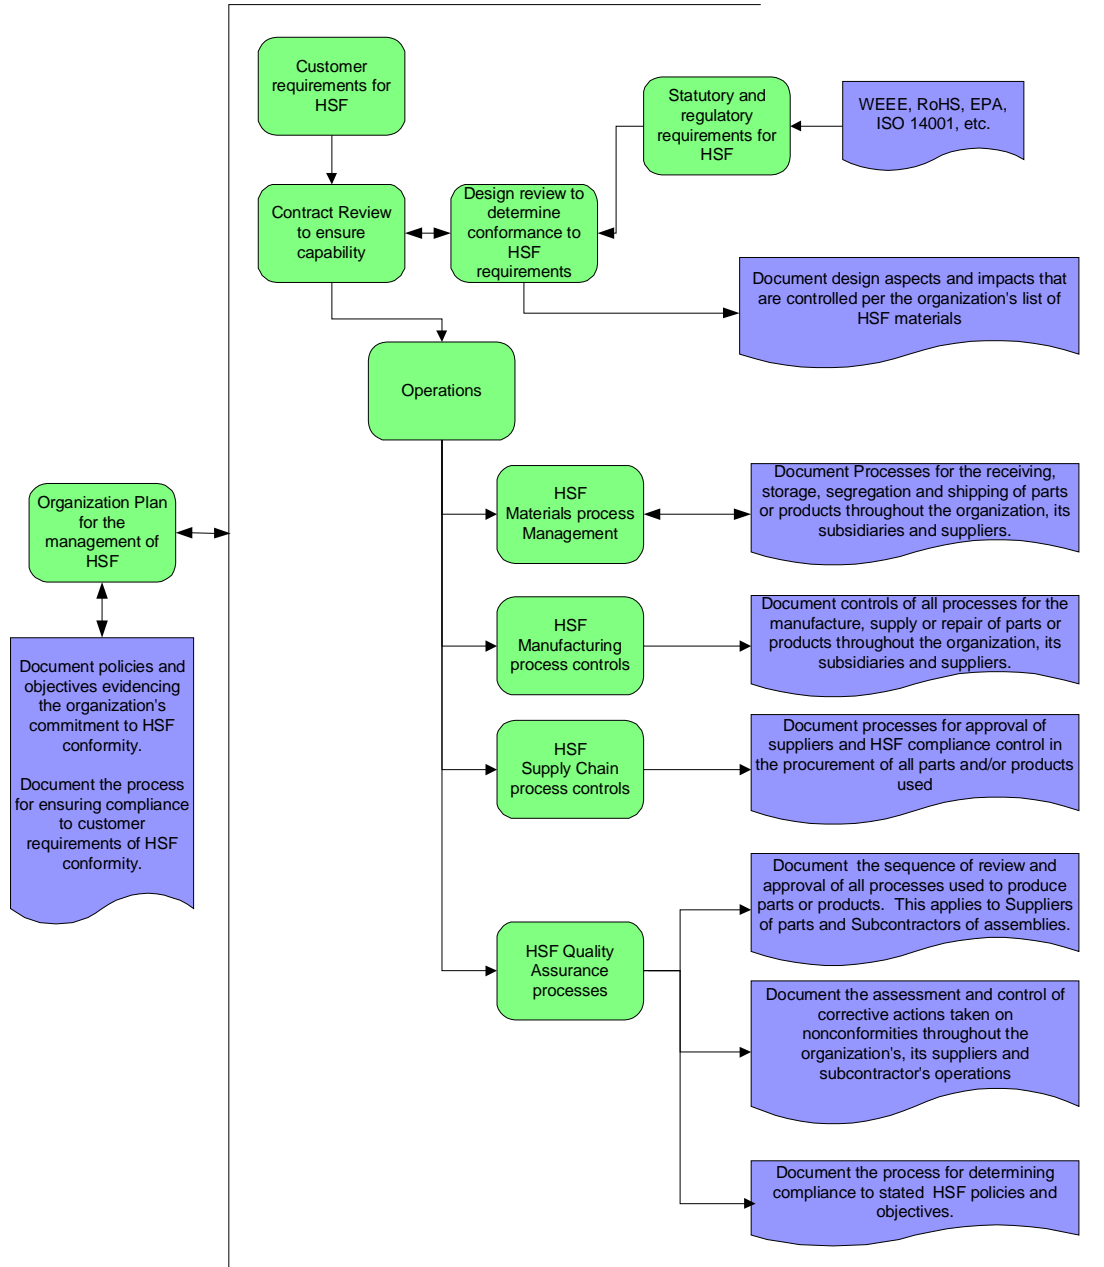 Customer
requirements for
HSF
Statutory and
regulatory
requirements for
HSF
WEEE, RoHS, EPA,
ISO 14001, etc.
Contract Review
to ensure
capability
Design review to
determine
conformance to
HSF
requirements
Document design aspects and impacts that
are controlled per the organization's list of
HSF materials
Operations
Organization Plan
for the
management of
HSF
HSF
Materials process
Management
Document Processes for the receiving,
storage, segregation and shipping of parts
or products throughout the organization, its
subsidiaries and suppliers.
HSF
Manufacturing
process controls
Document controls of all processes for the
manufacture, supply or repair of parts or
products throughout the organization, its
subsidiaries and suppliers.
Document policies and
objectives evidencing
the organization's
commitment to HSF
conformity.
Document the process
for ensuring compliance
to customer
requirements of HSF
conformity.
HSF
Supply Chain
process controls
Document processes for approval of
suppliers and HSF compliance control in
the procurement of all parts and/or products
used
HSF Quality
Assurance
processes
Document  the sequence of review and
approval of all processes used to produce
parts or products.  This applies to Suppliers
of parts and Subcontractors of assemblies.
Document the assessment and control of
corrective actions taken on
nonconformities throughout the
organization's, its suppliers and
subcontractor's operations
Document the process for determining
compliance to stated  HSF policies and
objectives.